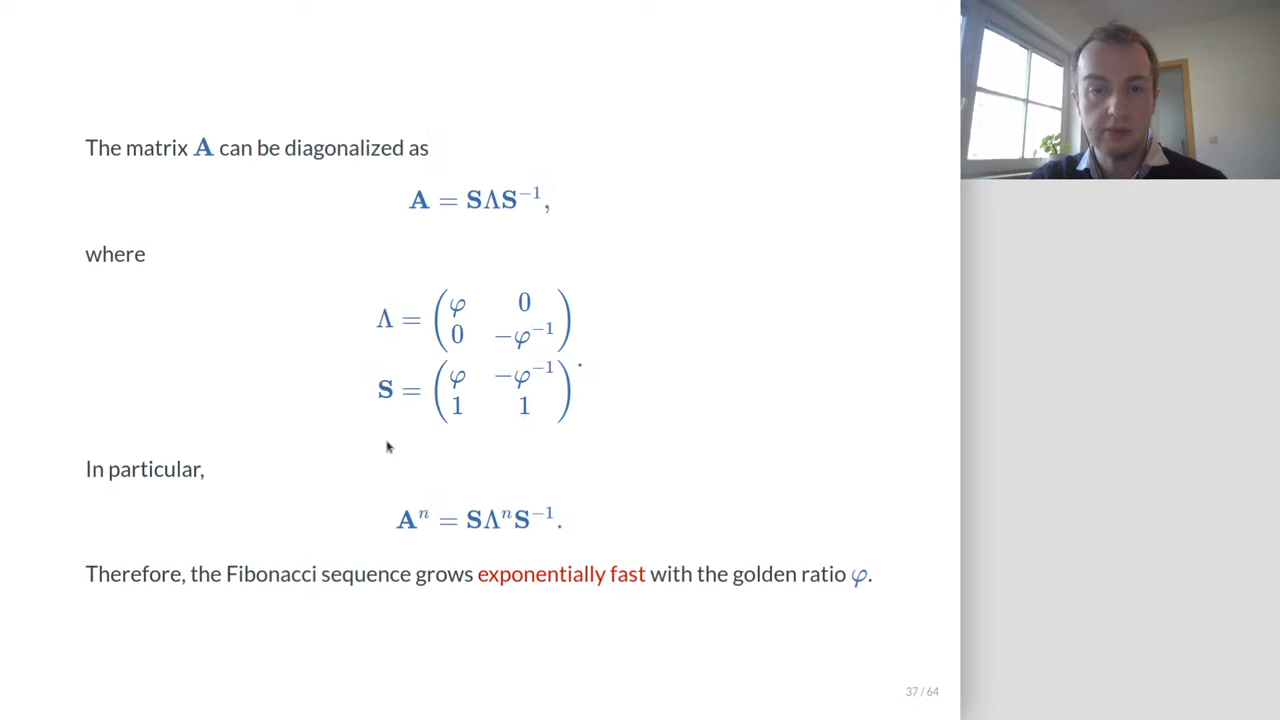 The matrix A can be diagonalized as
A = SΛS⁻¹,
where
Λ = (φ 0
0 −φ⁻¹)
S = (φ −φ⁻¹
1 1) .
In particular,
Aⁿ = SΛⁿS⁻¹.
Therefore, the Fibonacci sequence grows exponentially fast with the golden ratio φ.
37 / 64